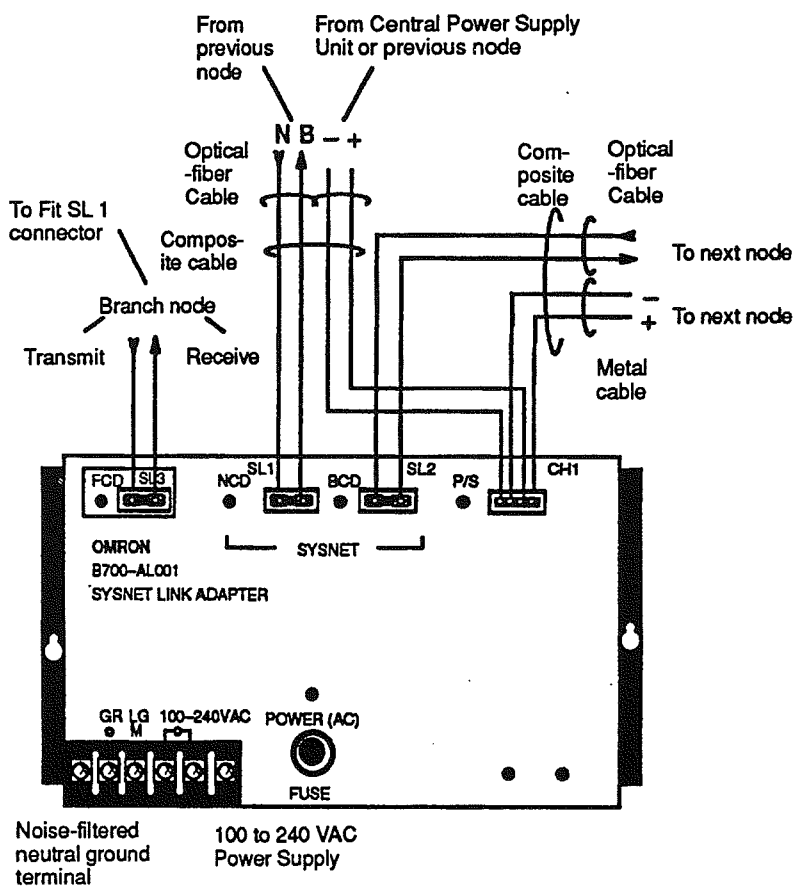 From
previous
node
From Central Power Supply
Unit or previous node
N B – +
Optical
-fiber
Cable
Com-
posite
cable
Optical
-fiber
Cable
To Fit SL 1
connector
Compos-
ite cable
To next node
Branch node
–
+ To next node
Transmit
Receive
Metal
cable
FCD SL3
NCD SL1
BCD SL2
P/S CH1
SYSNET
OMRON
B700-AL001
SYSNET LINK ADAPTER
GR LG 100–240VAC
M
POWER (AC)
FUSE
Noise-filtered
neutral ground
terminal
100 to 240 VAC
Power Supply